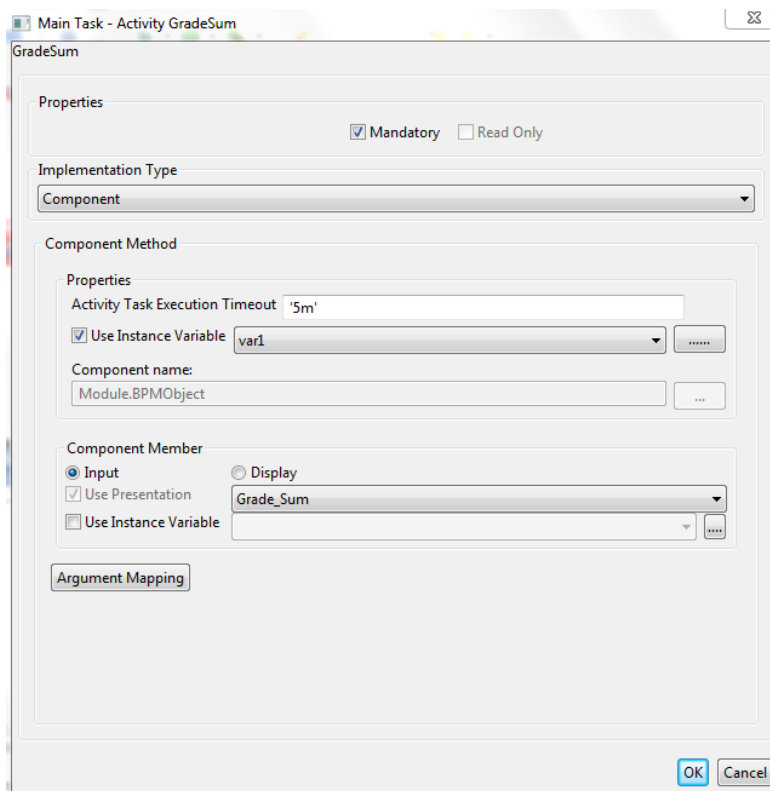 Main Task - Activity GradeSum
GradeSum
Properties
Mandatory Read Only
Implementation Type
Component
Component Method
Properties
Activity Task Execution Timeout '5m'
Use Instance Variable var1 ......
Component name:
Module.BPMObject ...
Component Member
Input Display
Use Presentation Grade_Sum
Use Instance Variable ....
Argument Mapping
OK Cancel